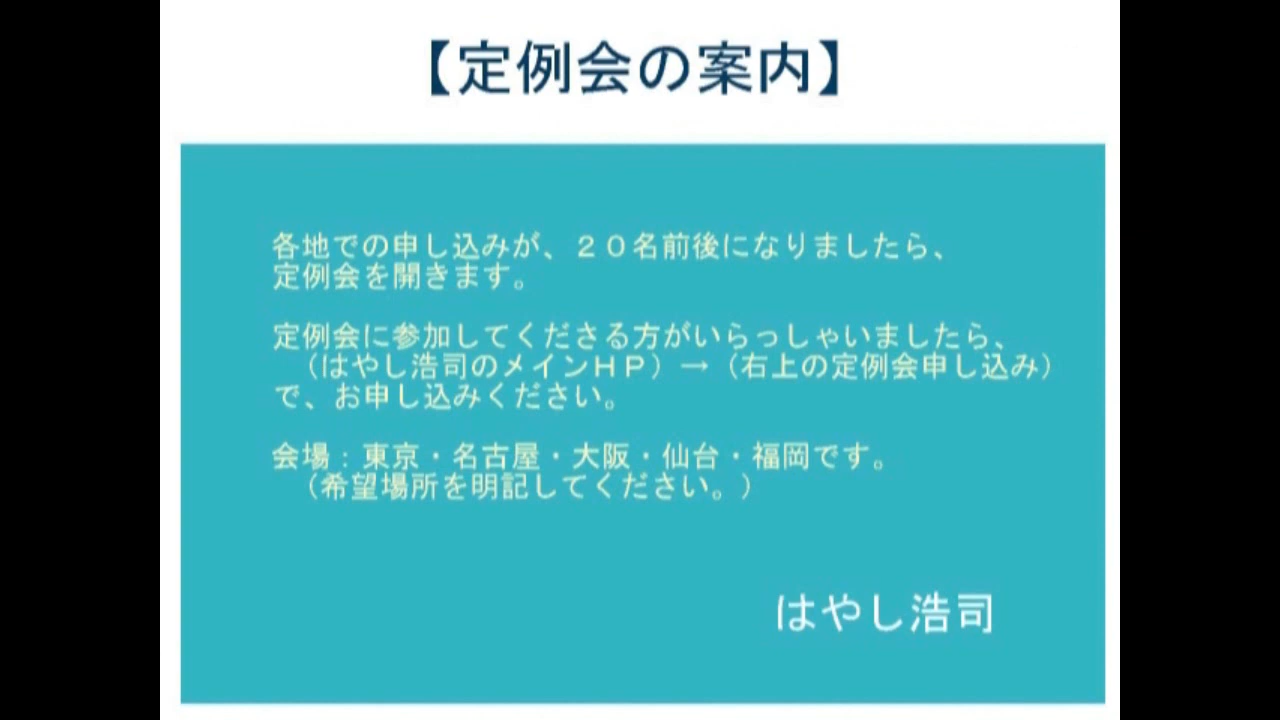 【定例会の案内】
各地での申し込みが、２０名前後になりましたら、
定例会を開きます。
定例会に参加してくださる方がいらっしゃいましたら、
（はやし浩司のメインＨＰ）→（右上の定例会申し込み）
で、お申し込みください。
会場：東京・名古屋・大阪・仙台・福岡です。
（希望場所を明記してください。）
はやし浩司